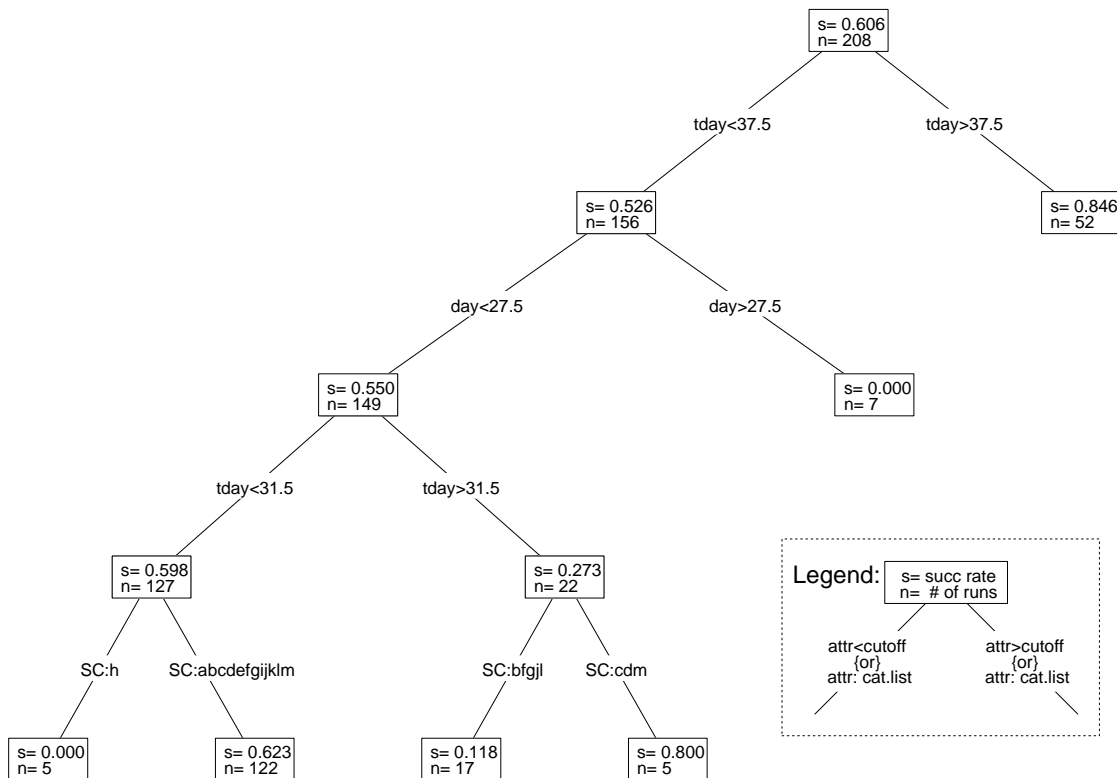 s= 0.606
n= 208
tday<37.5
tday>37.5
s= 0.526
n= 156
s= 0.846
n= 52
day<27.5
day>27.5
s= 0.550
n= 149
s= 0.000
n= 7
tday<31.5
tday>31.5
s= 0.598
n= 127
s= 0.273
n= 22
SC:h
SC:abcdefgijklm
SC:bfgjl
SC:cdm
s= 0.000
n= 5
s= 0.623
n= 122
s= 0.118
n= 17
s= 0.800
n= 5
Legend:
s= succ rate
n= # of runs
attr<cutoff
{or}
attr: cat.list
attr>cutoff
{or}
attr: cat.list